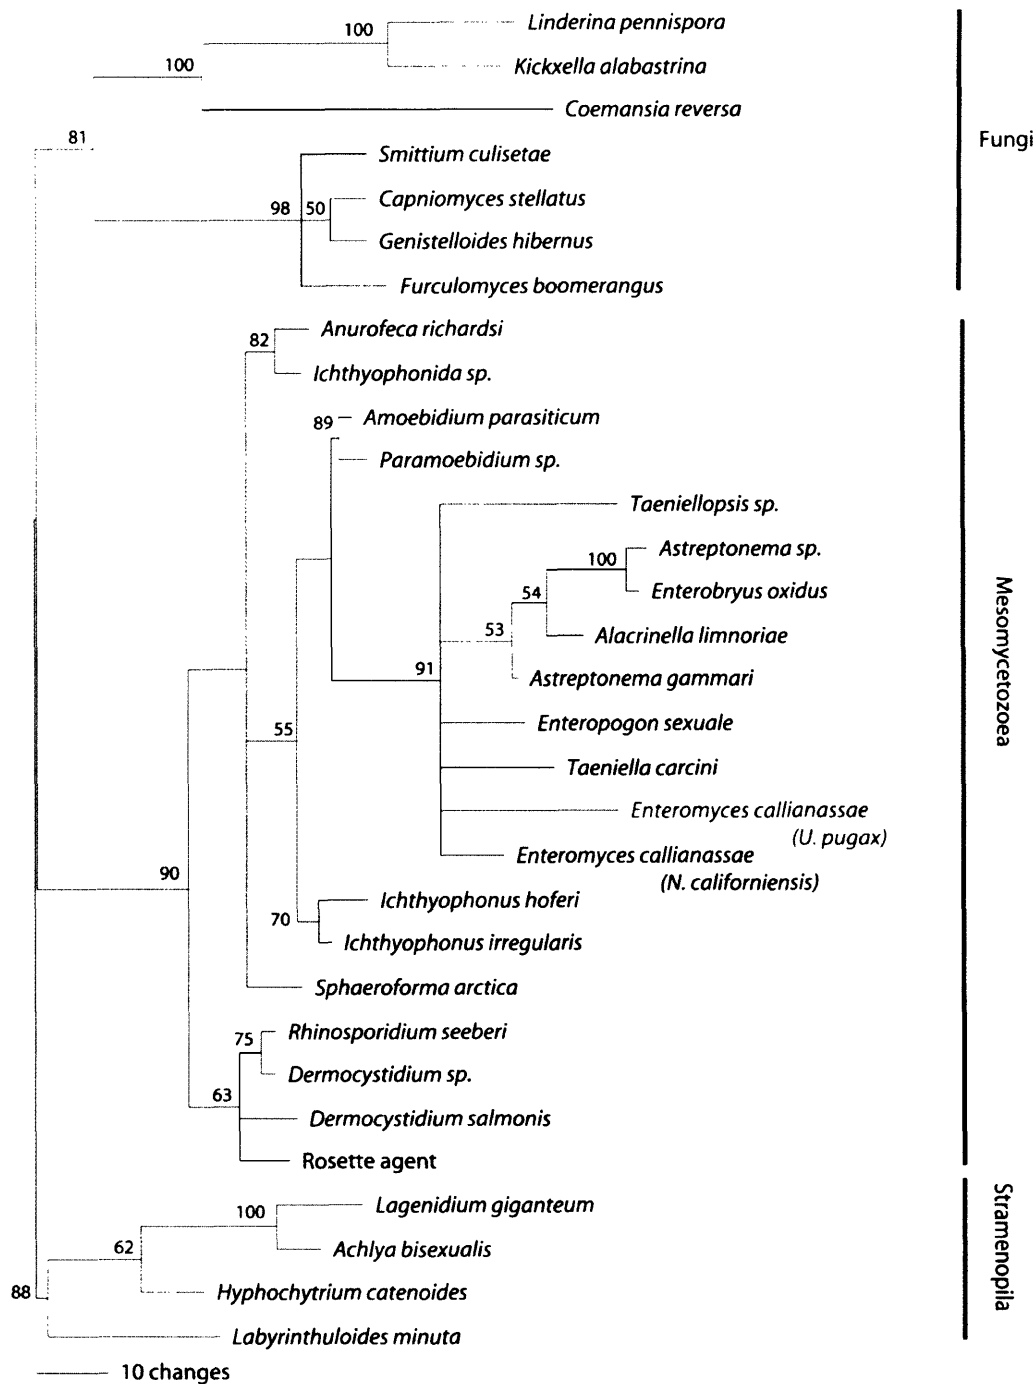 Linderina pennispora
100
Kickxella alabastrina
100
Coemansia reversa
81
Fungi
Smittium culisetae
Capniomyces stellatus
98
50
Genistelloides hibernus
Furculomyces boomerangus
Anurofeca richardsi
82
Ichthyophonida sp.
Amoebidium parasiticum
89
Paramoebidium sp.
Taeniellopsis sp.
Astreptonema sp.
100
Enterobryus oxidus
54
Alacrinella limnoriae
53
Astreptonema gammari
91
Mesomycetozoea
Enteropogon sexuale
55
Taeniella carcini
Enteromyces callianassae
(U. pugax)
Enteromyces callianassae
(N. californiensis)
90
Ichthyophonus hoferi
70
Ichthyophonus irregularis
Sphaeroforma arctica
Rhinosporidium seeberi
75
Dermocystidium sp.
63
Dermocystidium salmonis
Rosette agent
Lagenidium giganteum
100
Achlya bisexualis
62
Stramenopila
Hyphochytrium catenoides
88
Labyrinthuloides minuta
10 changes